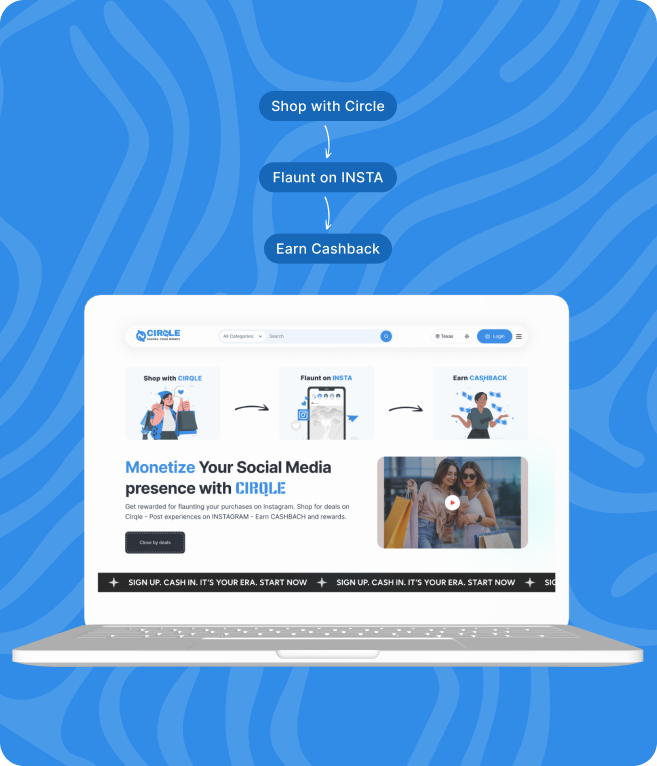 Shop with Circle
Flaunt on INSTA
Earn Cashback
CIRQLE
All Categories
Search
Texas
Login
Shop with CIRQLE
Flaunt on INSTA
Earn CASHBACK
Monetize Your Social Media
presence with CIRQLE
Get rewarded for flaunting your purchases on Instagram. Shop for deals on
Cirqle - Post experiences on INSTAGRAM - Earn CASHBACH and rewards.
Close by deals
SIGN UP. CASH IN. IT'S YOUR ERA. START NOW SIGN UP. CASH IN. IT'S YOUR ERA. START NOW SIG